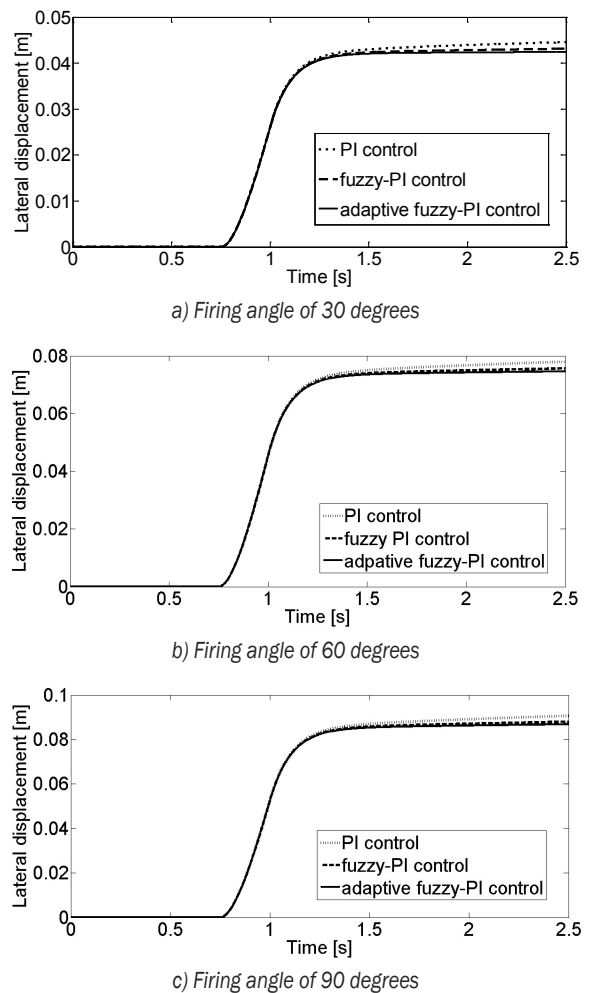 0.05
0.04
0.03
0.02
0.01
0
Lateral displacement [m]
PI control
fuzzy-PI control
adaptive fuzzy-PI control
0 0.5 1 1.5 2 2.5
Time [s]
a) Firing angle of 30 degrees
0.08
0.06
0.04
0.02
0
Lateral displacement [m]
PI control
fuzzy PI control
adpative fuzzy-PI control
0 0.5 1 1.5 2 2.5
Time [s]
b) Firing angle of 60 degrees
0.1
0.08
0.06
0.04
0.02
0
Lateral displacement [m]
PI control
fuzzy-PI control
adaptive fuzzy-PI control
0 0.5 1 1.5 2 2.5
Time [s]
c) Firing angle of 90 degrees